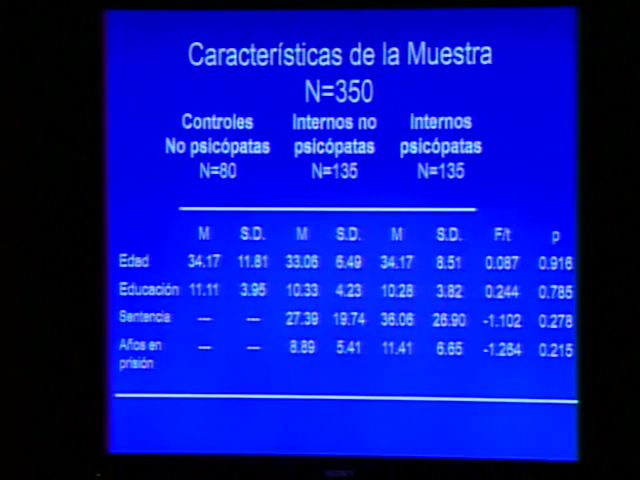 Características de la Muestra
N=350
Controles Internos no Internos
No psicópatas psicópatas psicópatas
N=80 N=135 N=135
M S.D. M S.D. M S.D. F/t p
Edad 34.17 11.81 33.06 6.49 34.17 8.51 0.087 0.916
Educación 11.11 3.95 10.33 4.23 10.28 3.82 0.244 0.785
Sentencia --- --- 27.39 19.74 36.06 26.90 -1.102 0.278
Años en --- --- 8.89 5.41 11.41 6.65 -1.264 0.215
prisión